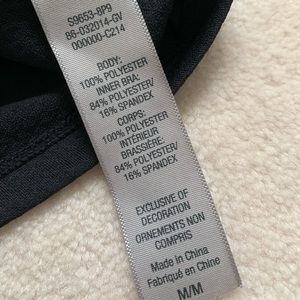 S9653-8P9
86-032014-GV
000000-C214
BODY:
100% POLYESTER
INNER BRA:
84% POLYESTER/
16% SPANDEX
CORPS:
100% POLYESTER
INTÉRIEUR
BRASSIÈRE:
84% POLYESTER/
16% SPANDEX
EXCLUSIVE OF
DECORATION
ORNEMENTS NON
COMPRIS
Made in China
Fabriqué en Chine
M/M